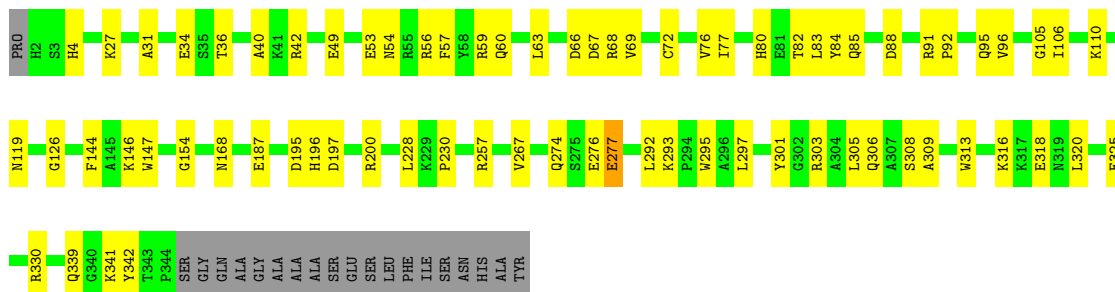 PRO H2 S3 H4 K27 A31 E34 S35 T36 A40 K41 R42 E49 E53 N54 R55 R56 F57 Y58 R59 Q60 L63 D66 D67 R68 V69 C72 V76 I77 H80 E81 T82 L83 Y84 Q85 D88 R91 P92 Q95 V96 G105 I106 K110
N119 G126 F144 A145 K146 W147 G154 N168 E187 D195 H196 D197 R200 L228 K229 P230 R257 V267 Q274 S275 E276 E277 L292 K293 P294 W295 A296 L297 Y301 G302 R303 A304 L305 Q306 A307 S308 A309 W313 K316 K317 E318 N319 L320
R330 Q339 G340 K341 Y342 T343 P344 SER GLY GLN ALA GLY ALA ALA ALA SER GLU SER LEU PHE ILE SER ASN HIS ALA TYR